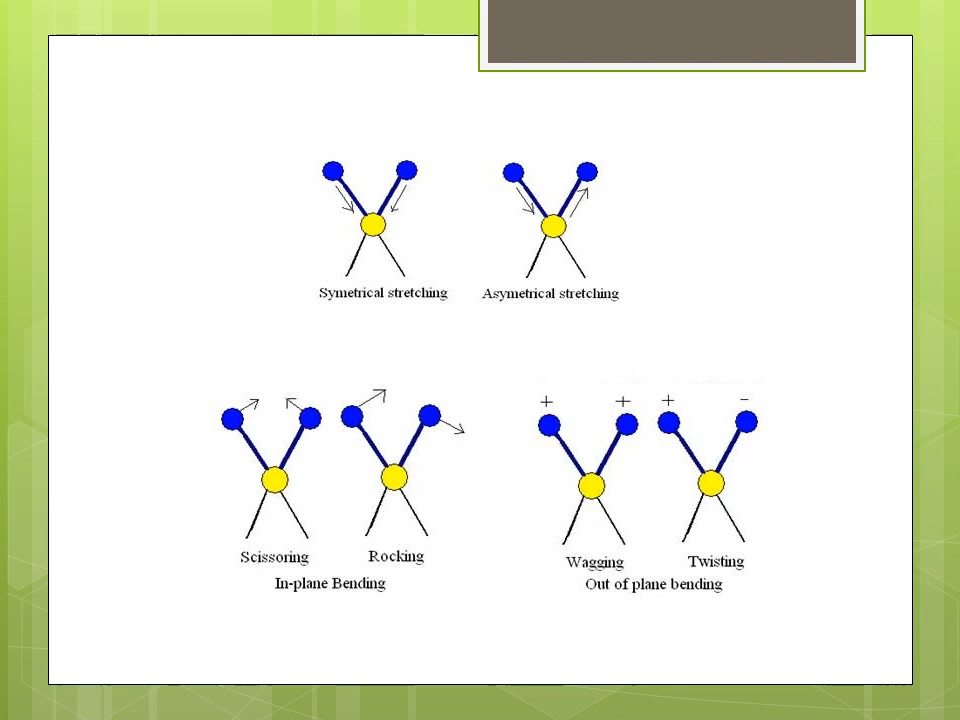 Symetrical stretching
Asymetrical stretching
+ + + -
Scissoring
Rocking
In-plane Bending
Wagging
Twisting
Out of plane bending